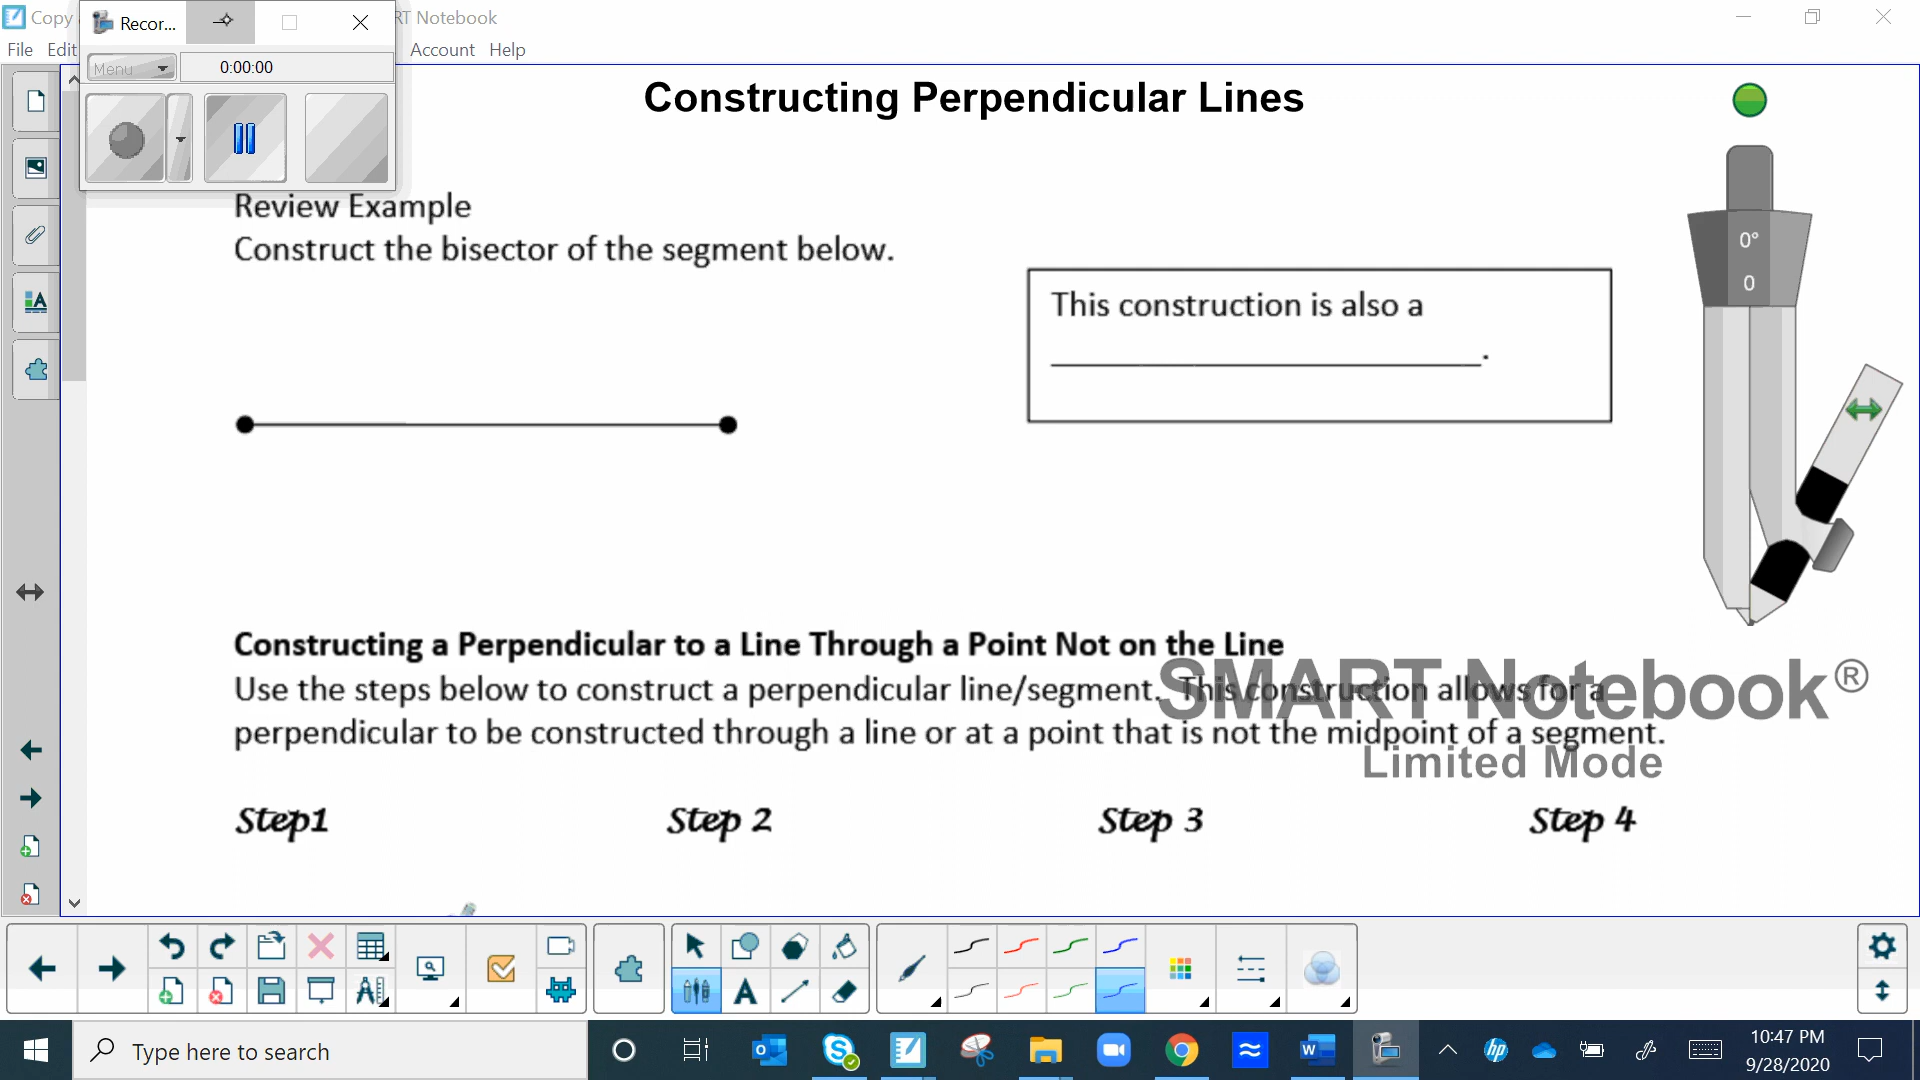 Copy
Recor...
RT Notebook
File Edit
Account Help
Menu
0:00:00
Constructing Perpendicular Lines
Review Example
Construct the bisector of the segment below.
This construction is also a
______________________________.
0°
0
Constructing a Perpendicular to a Line Through a Point Not on the Line
Use the steps below to construct a perpendicular line/segment. This construction allows for a
perpendicular to be constructed through a line or at a point that is not the midpoint of a segment.
SMART Notebook®
Limited Mode
Step1 Step 2 Step 3 Step 4
Type here to search
10:47 PM
9/28/2020